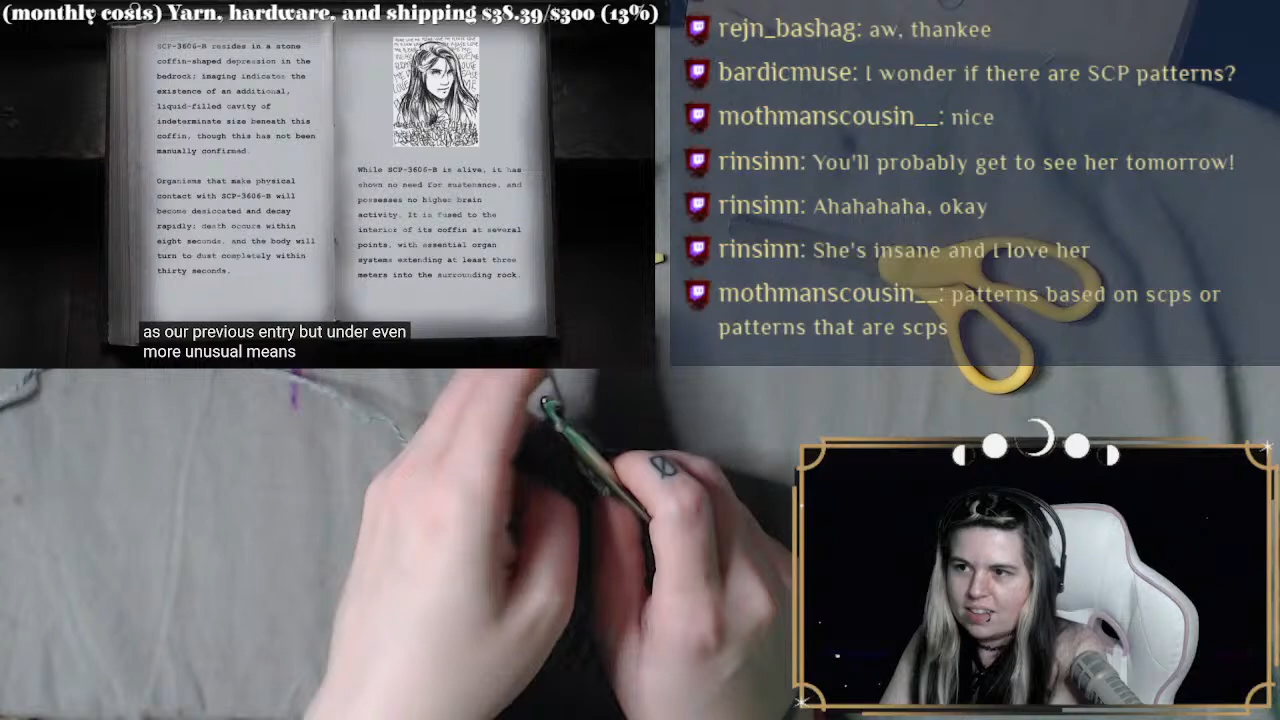 (monthly costs) Yarn, hardware, and shipping $38.39/$300 (13%)
SCP-3606-B resides in a stone
coffin-shaped depression in the
bedrock; imaging indicates the
existence of an additional,
liquid-filled cavity of
indeterminate size beneath this
coffin, though this has not been
manually confirmed.
Organisms that make physical
contact with SCP-3606-B will
become desiccated and decay
rapidly; death occurs within
eight seconds, and the body will
turn to dust completely within
thirty seconds.
While SCP-3606-B is alive, it has
shown no need for sustenance, and
possesses no higher brain
activity. It is fused to the
interior of its coffin at several
points, with essential organ
systems extending at least three
meters into the surrounding rock.
as our previous entry but under even
more unusual means
rejn_bashag: aw, thankee
bardicmuse: I wonder if there are SCP patterns?
mothmanscousin__: nice
rinsinn: You'll probably get to see her tomorrow!
rinsinn: Ahahahaha, okay
rinsinn: She's insane and I love her
mothmanscousin__: patterns based on scps or
patterns that are scps